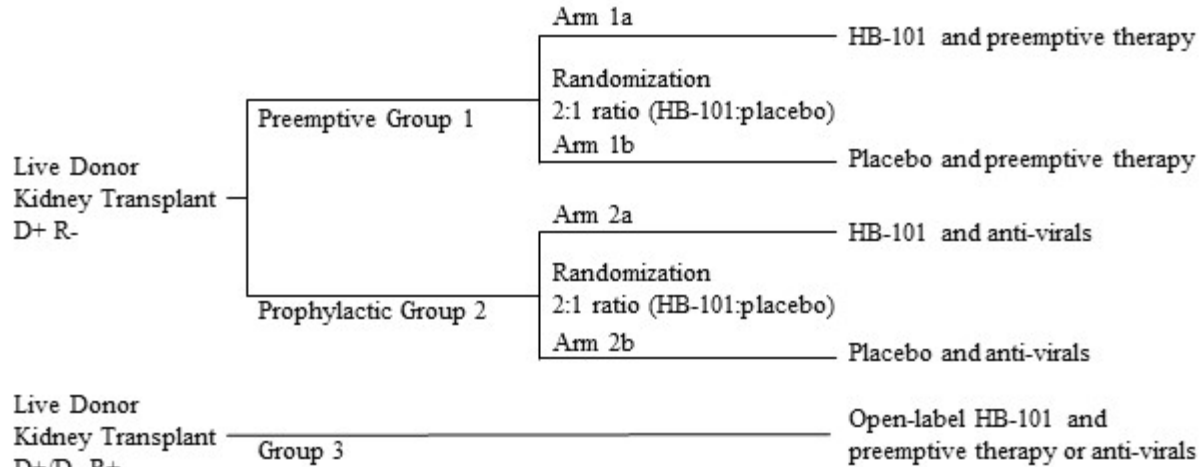 Arm 1a
HB-101 and preemptive therapy
Randomization
2:1 ratio (HB-101:placebo)
Preemptive Group 1
Arm 1b
Placebo and preemptive therapy
Live Donor
Kidney Transplant
D+ R-
Arm 2a
HB-101 and anti-virals
Randomization
2:1 ratio (HB-101:placebo)
Prophylactic Group 2
Arm 2b
Placebo and anti-virals
Live Donor
Kidney Transplant
Group 3
Open-label HB-101 and
preemptive therapy or anti-virals